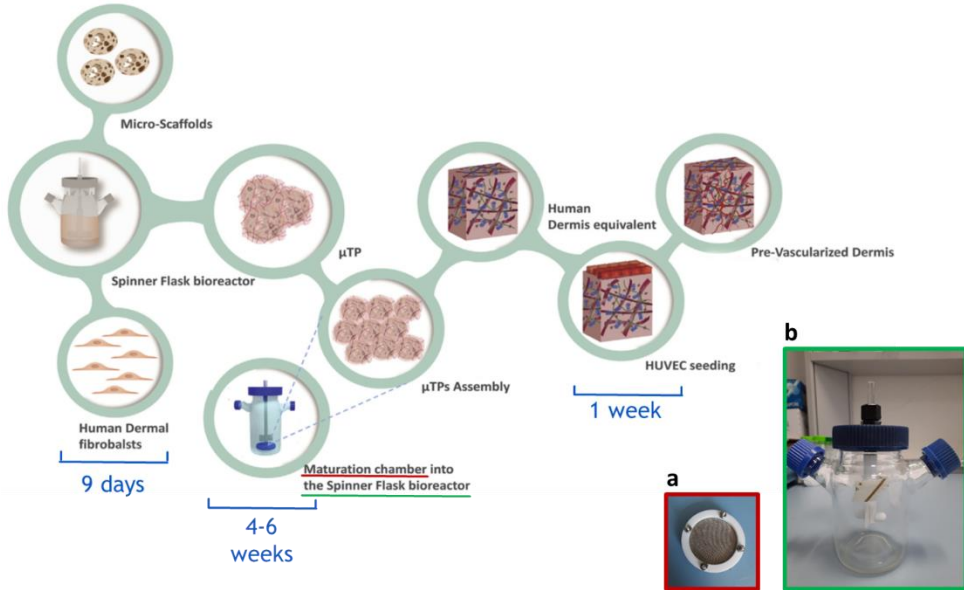 Micro-Scaffolds
Spinner Flask bioreactor
Human Dermal
fibrobalsts
9 days
μTP
μTPs Assembly
Maturation chamber into
the Spinner Flask bioreactor
4-6
weeks
Human
Dermis equivalent
HUVEC seeding
1 week
Pre-Vascularized Dermis
a
b